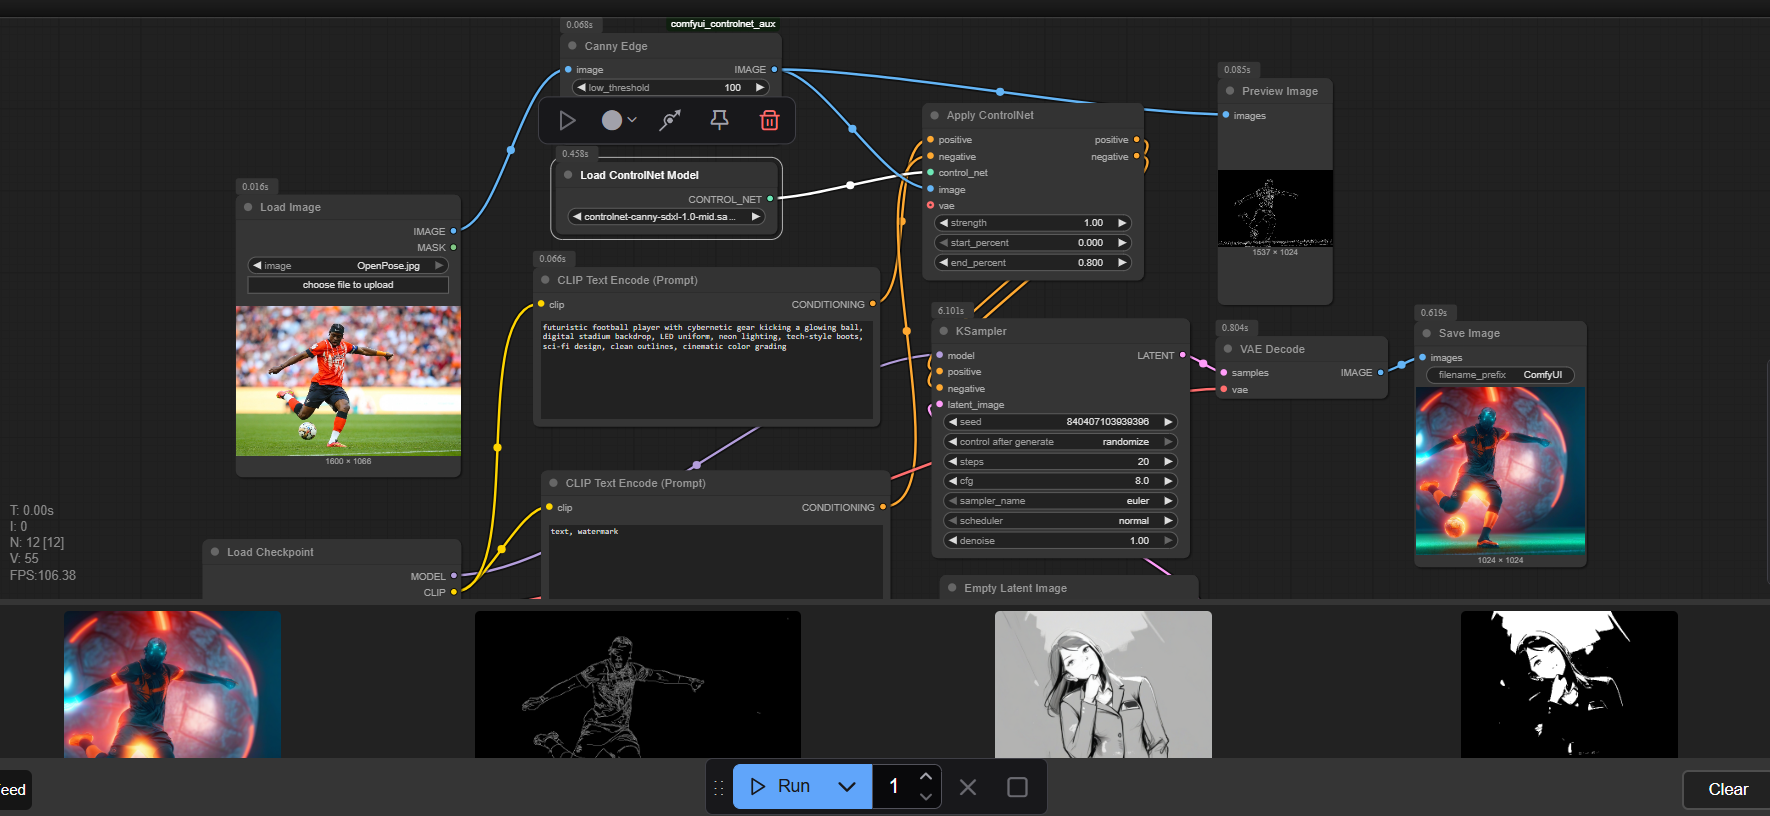 0.068s
comfyui_controlnet_aux
Canny Edge
image
IMAGE
low_threshold
100
0.458s
Load ControlNet Model
CONTROL_NET
controlnet-canny-sdxl-1.0-mid.sa...
0.016s
Load Image
IMAGE
MASK
image
OpenPose.jpg
choose file to upload
1600 × 1066
0.066s
CLIP Text Encode (Prompt)
clip
CONDITIONING
futuristic football player with cybernetic gear kicking a glowing ball,
digital stadium backdrop, LED uniform, neon lighting, tech-style boots,
sci-fi design, clean outlines, cinematic color grading
CLIP Text Encode (Prompt)
clip
CONDITIONING
text, watermark
Load Checkpoint
MODEL
CLIP
T: 0.00s
I: 0
N: 12 [12]
V: 55
FPS:106.38
Apply ControlNet
positive
positive
negative
negative
control_net
image
vae
strength
1.00
start_percent
0.000
end_percent
0.800
6.101s
KSampler
model
LATENT
positive
negative
latent_image
seed
840407103939396
control after generate
randomize
steps
20
cfg
8.0
sampler_name
euler
scheduler
normal
denoise
1.00
Empty Latent Image
0.085s
Preview Image
images
1537 × 1024
0.804s
VAE Decode
samples
IMAGE
vae
0.619s
Save Image
images
filename_prefix
ComfyUI
1024 × 1024
eed
Run
1
Clear